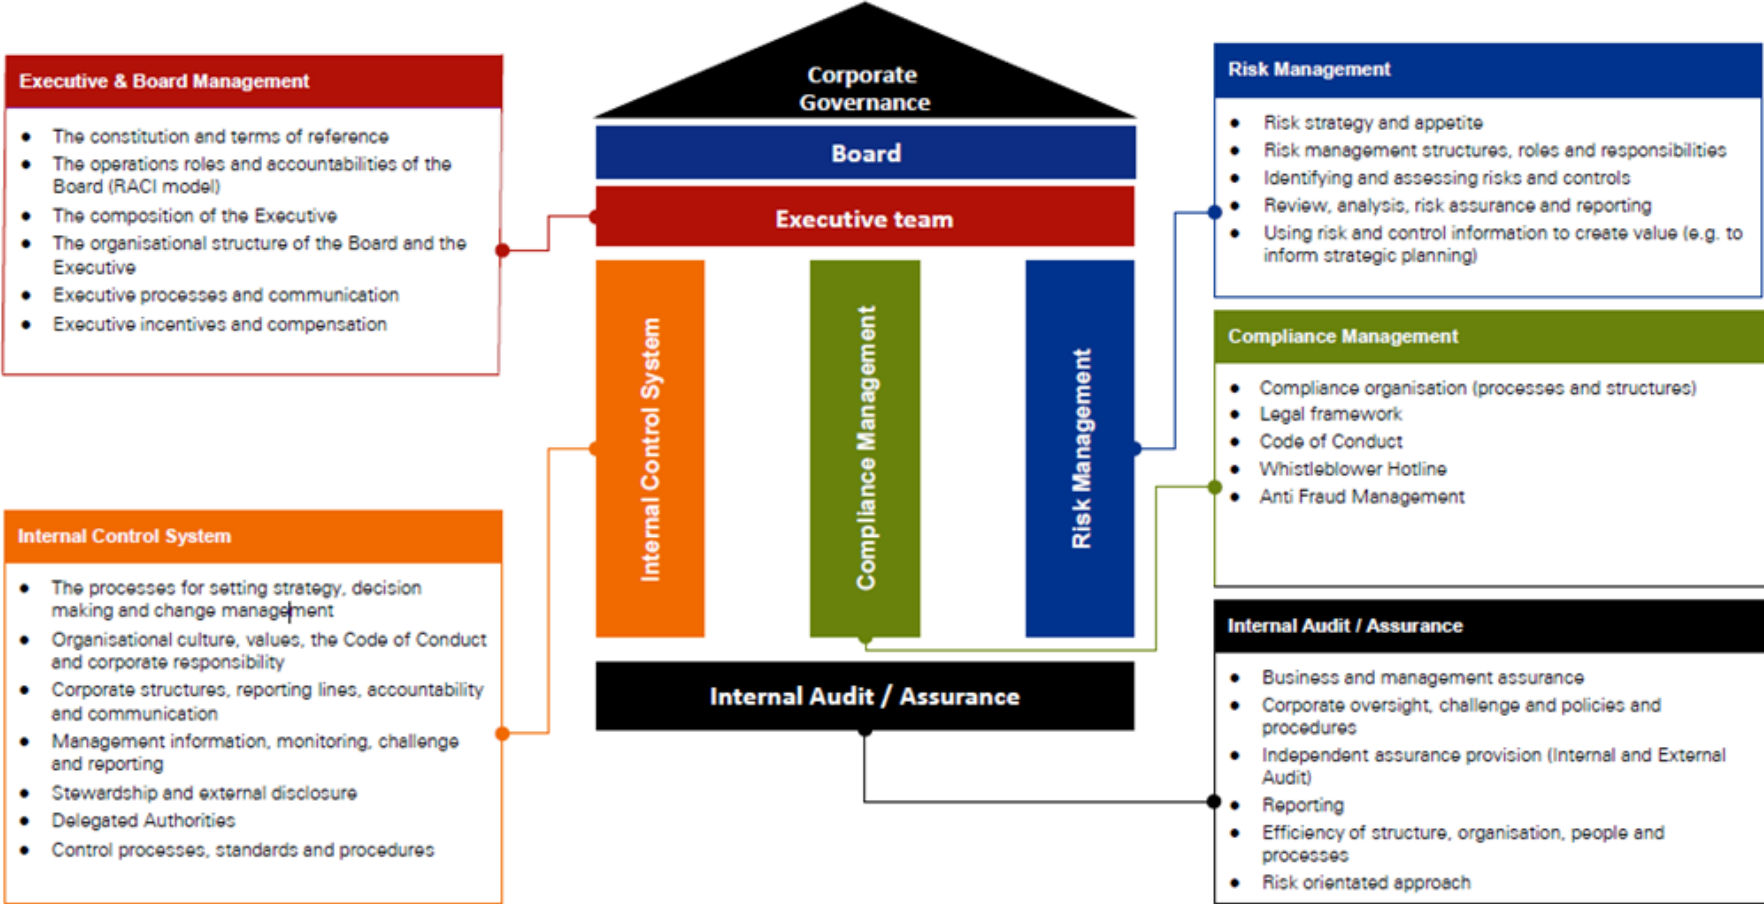 Executive & Board Management
● The constitution and terms of reference
● The operations roles and accountabilities of the
Board (RACI model)
● The composition of the Executive
● The organisational structure of the Board and the
Executive
● Executive processes and communication
● Executive incentives and compensation
Internal Control System
● The processes for setting strategy, decision
making and change management
● Organisational culture, values, the Code of Conduct
and corporate responsibility
● Corporate structures, reporting lines, accountability
and communication
● Management information, monitoring, challenge
and reporting
● Stewardship and external disclosure
● Delegated Authorities
● Control processes, standards and procedures
Corporate
Governance
Board
Executive team
Internal Control System
Compliance Management
Risk Management
Internal Audit / Assurance
Risk Management
● Risk strategy and appetite
● Risk management structures, roles and responsibilities
● Identifying and assessing risks and controls
● Review, analysis, risk assurance and reporting
● Using risk and control information to create value (e.g. to
inform strategic planning)
Compliance Management
● Compliance organisation (processes and structures)
● Legal framework
● Code of Conduct
● Whistleblower Hotline
● Anti Fraud Management
Internal Audit / Assurance
● Business and management assurance
● Corporate oversight, challenge and policies and
procedures
● Independent assurance provision (Internal and External
Audit)
● Reporting
● Efficiency of structure, organisation, people and
processes
● Risk orientated approach